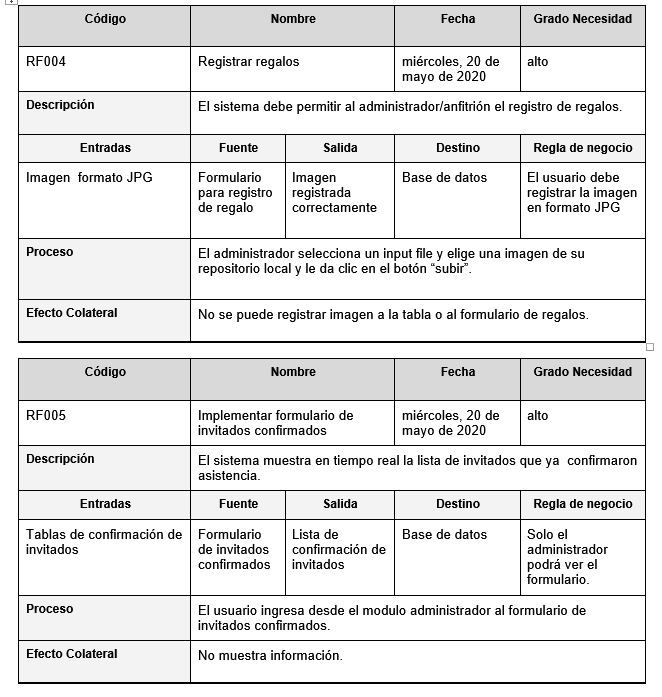 Código Nombre Fecha Grado Necesidad
RF004 Registrar regalos miércoles, 20 de alto
mayo de 2020
Descripción El sistema debe permitir al administrador/anfitrión el registro de regalos.
Entradas Fuente Salida Destino Regla de negocio
Imagen formato JPG Formulario Imagen Base de datos El usuario debe
para registro registrada registrar la imagen
de regalo correctamente en formato JPG
Proceso El administrador selecciona un input file y elige una imagen de su
repositorio local y le da clic en el botón “subir”.
Efecto Colateral No se puede registrar imagen a la tabla o al formulario de regalos.
Código Nombre Fecha Grado Necesidad
RF005 Implementar formulario de miércoles, 20 de alto
invitados confirmados mayo de 2020
Descripción El sistema muestra en tiempo real la lista de invitados que ya confirmaron
asistencia.
Entradas Fuente Salida Destino Regla de negocio
Tablas de confirmación de Formulario Lista de Base de datos Solo el
invitados de invitados confirmación de administrador
confirmados invitados podrá ver el
formulario.
Proceso El usuario ingresa desde el modulo administrador al formulario de
invitados confirmados.
Efecto Colateral No muestra información.